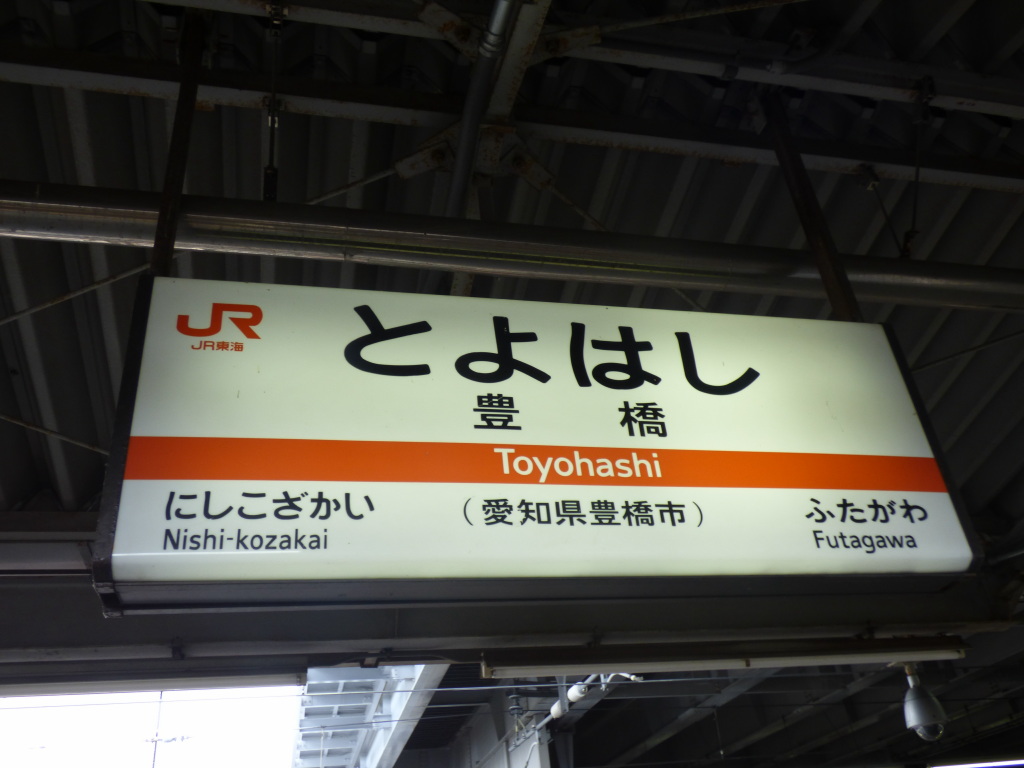 JR
JR東海
とよはし
豊橋
Toyohashi
にしこざかい
Nishi-kozakai
(愛知県豊橋市)
ふたがわ
Futagawa